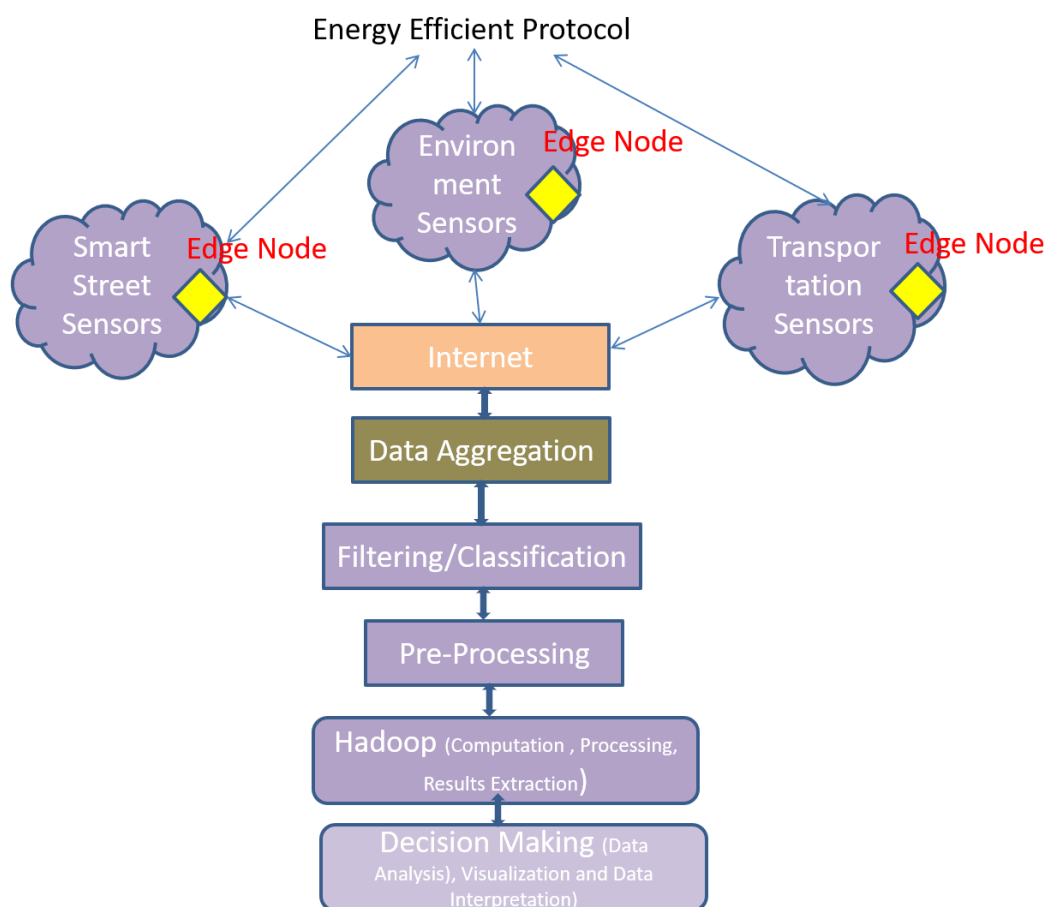 Energy Efficient Protocol
Environ
ment
Sensors
Edge Node
Smart
Street
Sensors
Edge Node
Transpor
tation
Sensors
Edge Node
Internet
Data Aggregation
Filtering/Classification
Pre-Processing
Hadoop (Computation , Processing,
Results Extraction)
Decision Making (Data
Analysis), Visualization and Data
Interpretation)